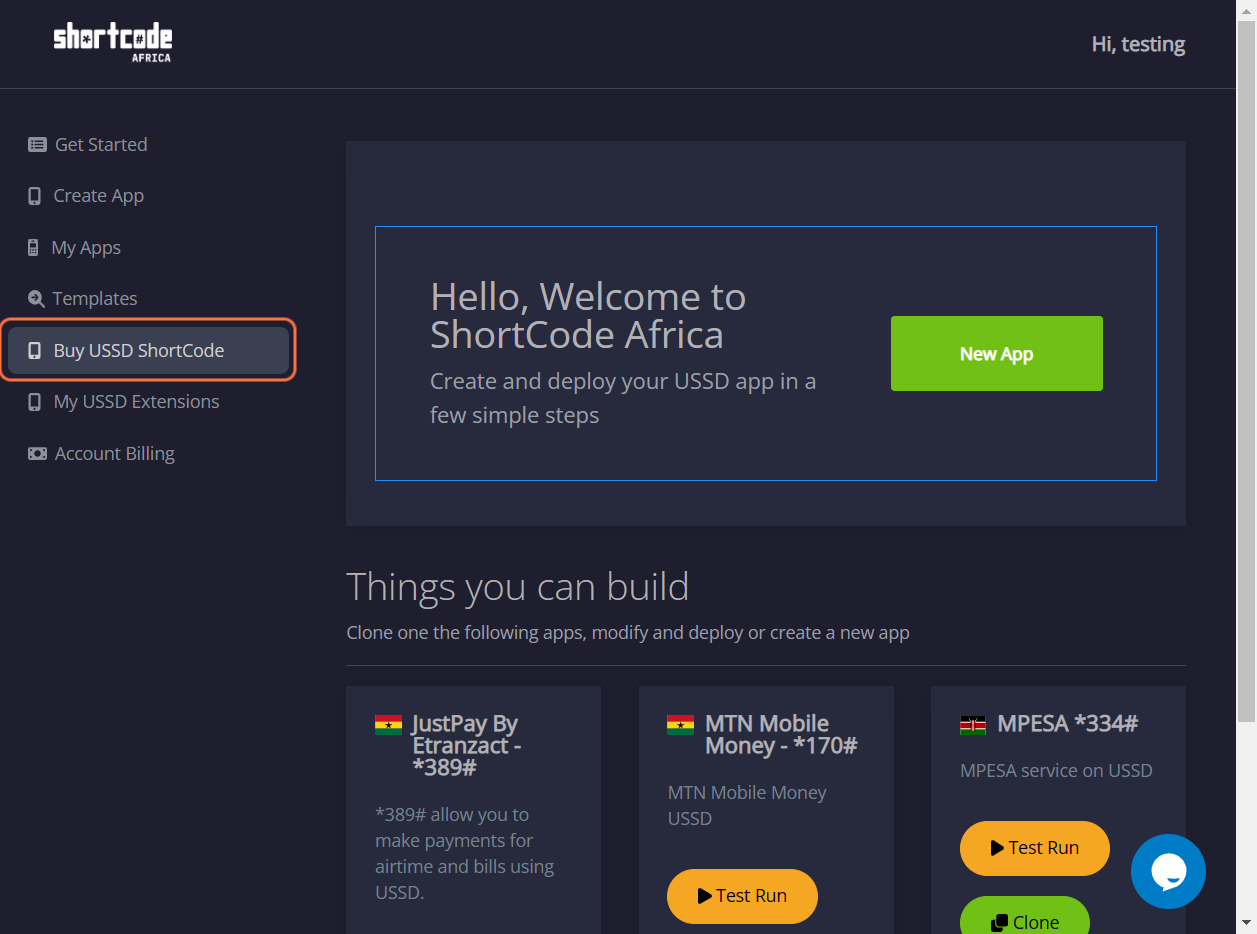 shortcode
AFRICA
Hi, testing
Get Started
Create App
My Apps
Templates
Buy USSD ShortCode
My USSD Extensions
Account Billing
Hello, Welcome to
ShortCode Africa
Create and deploy your USSD app in a
few simple steps
New App
Things you can build
Clone one the following apps, modify and deploy or create a new app
JustPay By
Etranzact -
*389#
*389# allow you to
make payments for
airtime and bills using
USSD.
MTN Mobile
Money - *170#
MTN Mobile Money
USSD
Test Run
MPESA *334#
MPESA service on USSD
Test Run
Clone